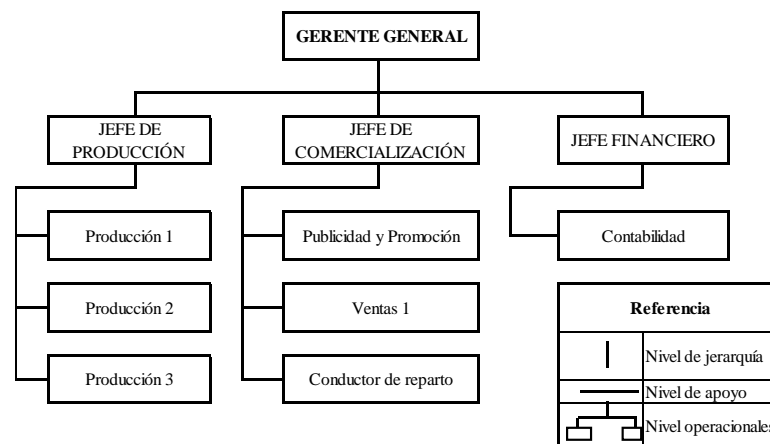 GERENTE GENERAL
JEFE DE
PRODUCCIÓN
JEFE DE
COMERCIALIZACIÓN
JEFE FINANCIERO
Producción 1
Publicidad y Promoción
Contabilidad
Producción 2
Ventas 1
Producción 3
Conductor de reparto
Referencia
Nivel de jerarquía
Nivel de apoyo
Nivel operacionales